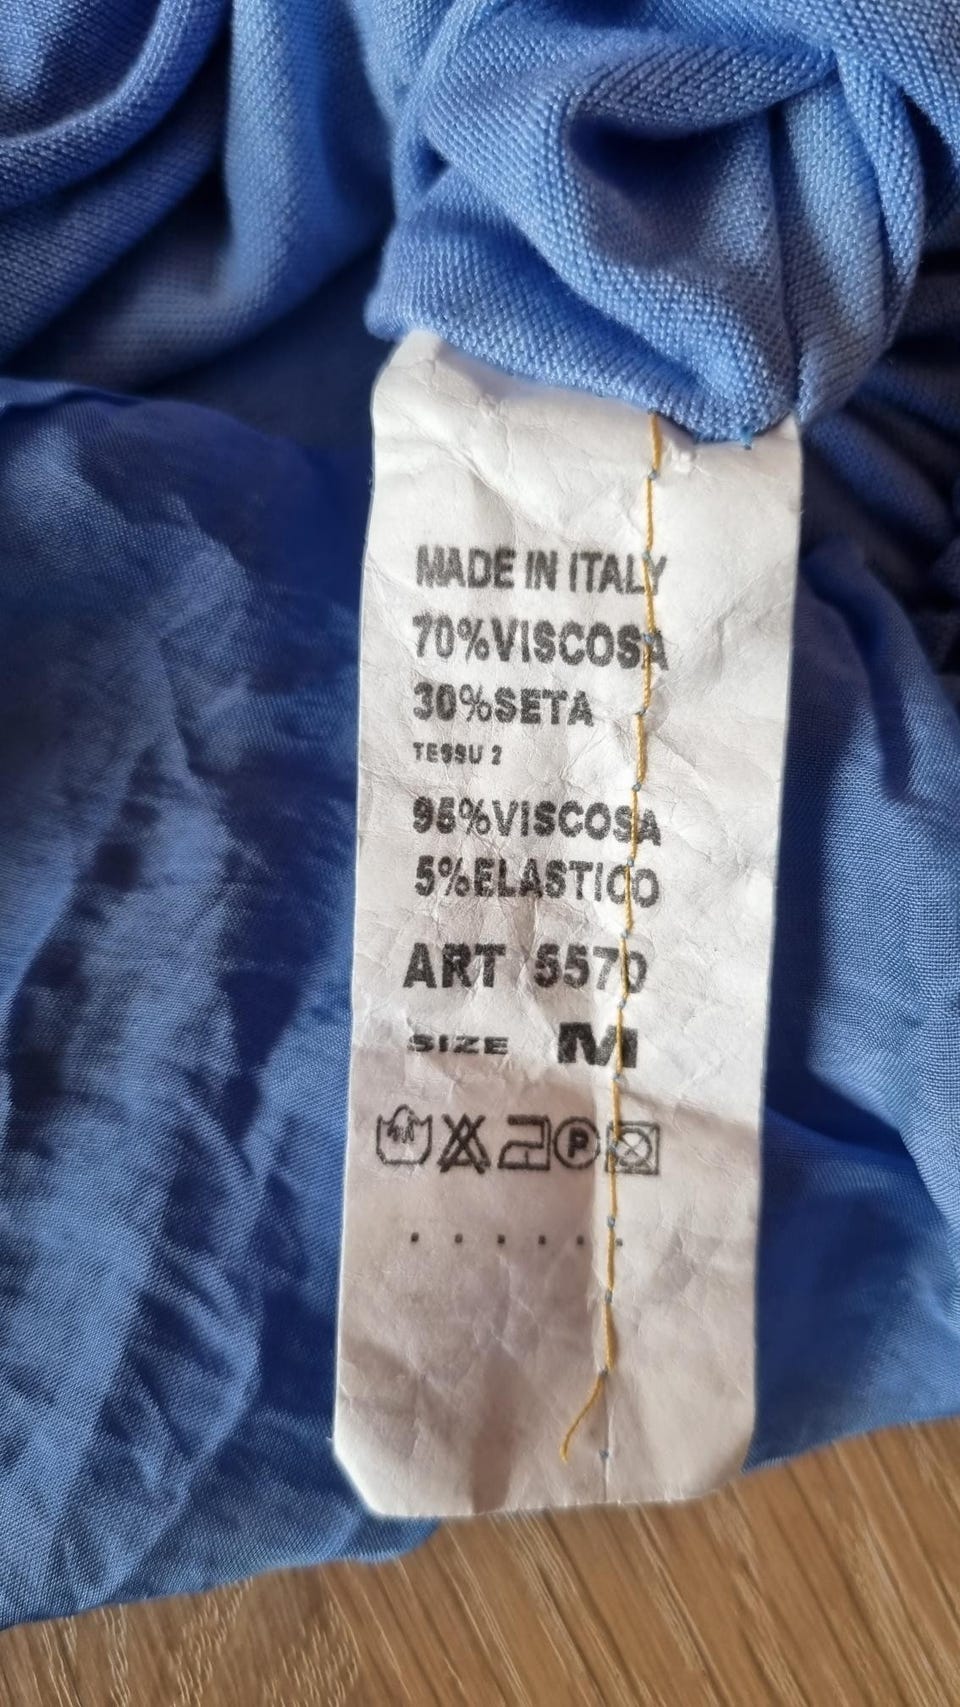 MADE IN ITALY
70%VISCOSA
30%SETA
TESSU 2
95%VISCOSA
5%ELASTICO
ART 5570
SIZE M
P
. . . . . .